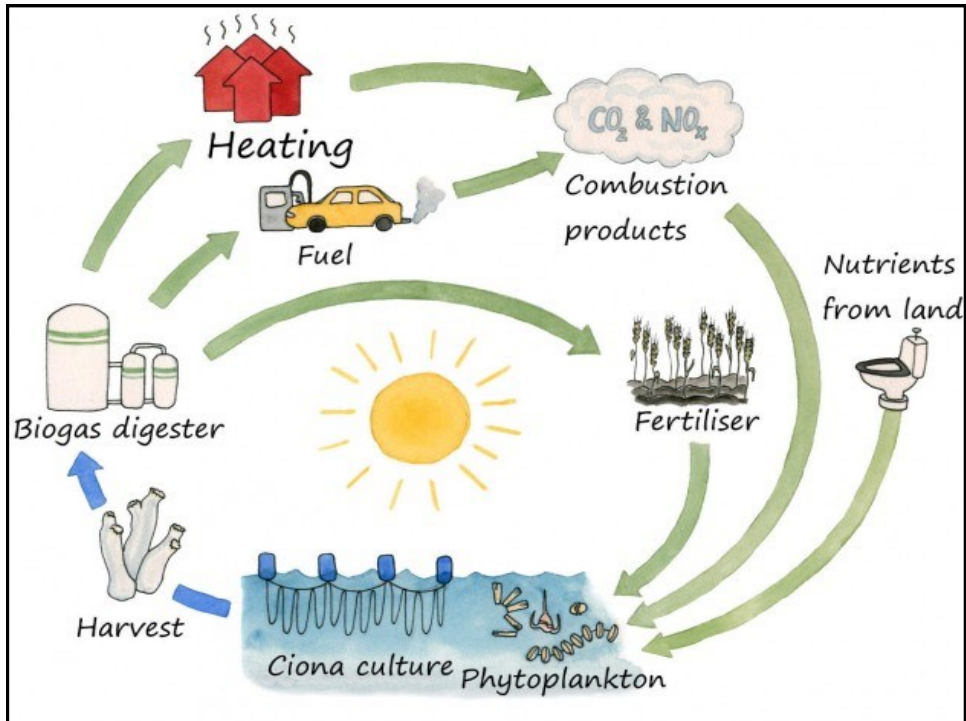 Heating
CO₂ & NOₓ
Combustion
products
Fuel
Nutrients
from land
Biogas digester
Fertiliser
Harvest
Ciona culture
Phytoplankton